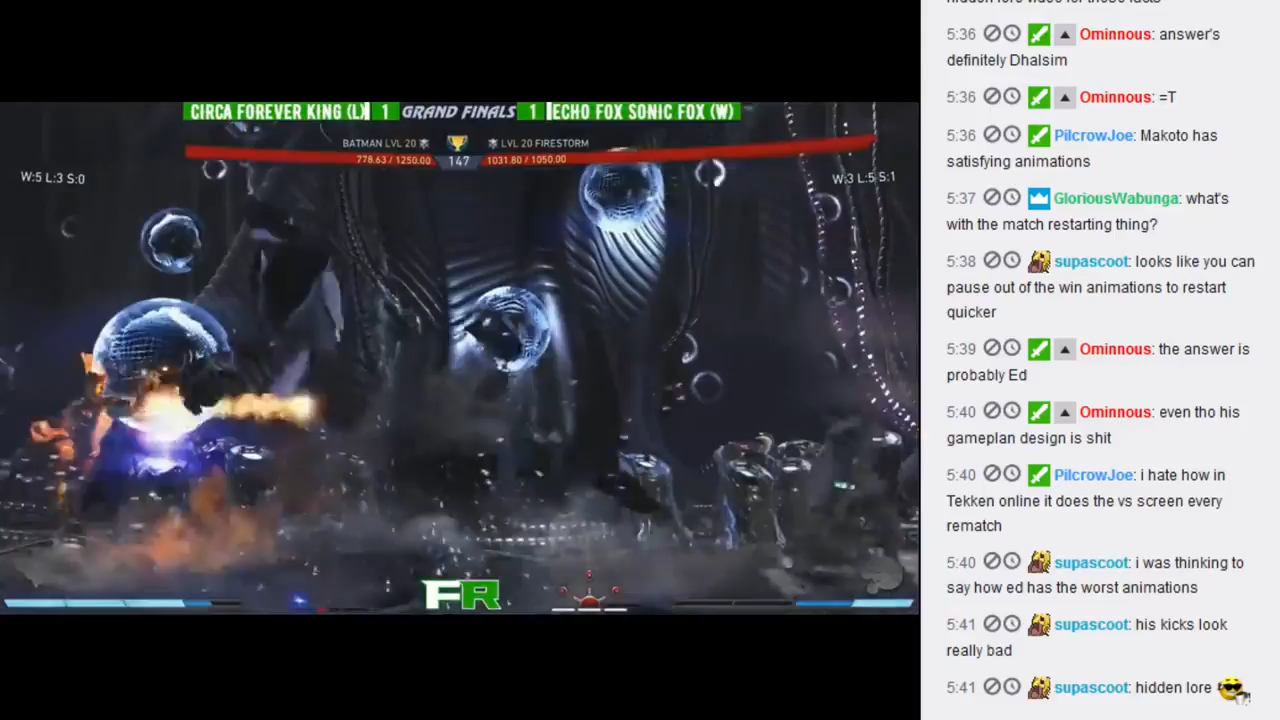 CIRCA FOREVER KING (L) 1 GRAND FINALS 1 ECHO FOX SONIC FOX (W)
BATMAN LVL 20 LVL 20 FIRESTORM
778.63 / 1250.00 147 1031.80 / 1050.00
W:5 L:3 S:0 W:3 L:5 S:1
FR
5:36 Ominnous: answer's
definitely Dhalsim
5:36 Ominnous: =T
5:36 PilcrowJoe: Makoto has
satisfying animations
5:37 GloriousWabunga: what's
with the match restarting thing?
5:38 supascoot: looks like you can
pause out of the win animations to restart
quicker
5:39 Ominnous: the answer is
probably Ed
5:40 Ominnous: even tho his
gameplan design is shit
5:40 PilcrowJoe: i hate how in
Tekken online it does the vs screen every
rematch
5:40 supascoot: i was thinking to
say how ed has the worst animations
5:41 supascoot: his kicks look
really bad
5:41 supascoot: hidden lore